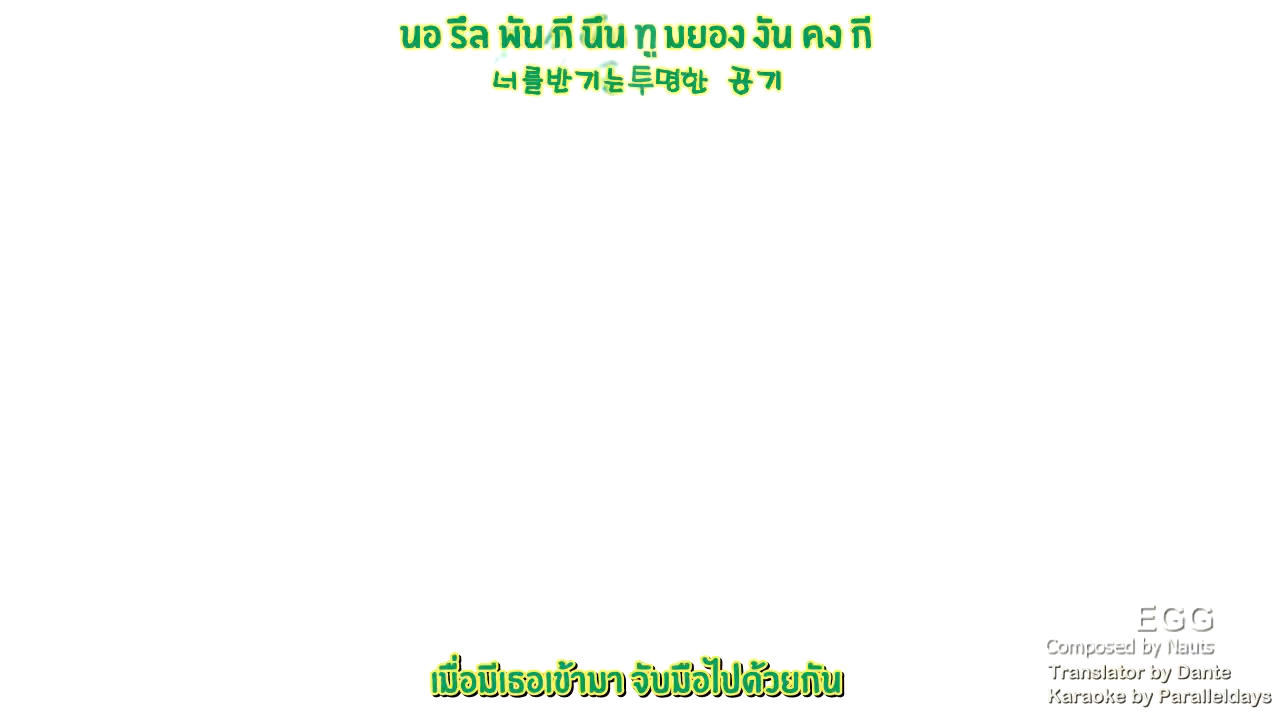 นอ รึล พัน กี นึน ทู มยอง งัน คง กี
너를반기는투명한 공기
เมื่อมีเธอเข้ามา จับมือไปด้วยกัน
EGG
Composed by Nauts
Translator by Dante
Karaoke by Paralleldays